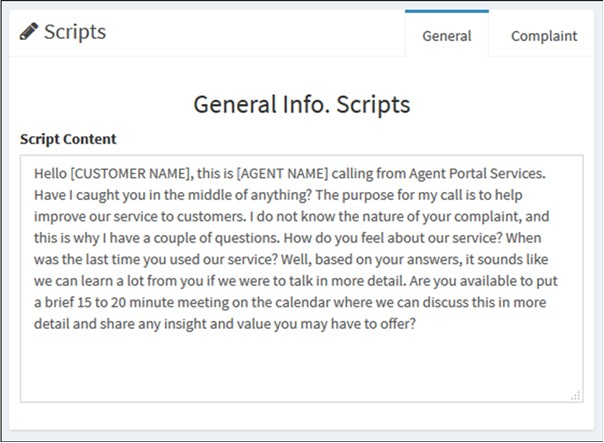 Scripts
General
Complaint
General Info. Scripts
Script Content
Hello [CUSTOMER NAME], this is [AGENT NAME] calling from Agent Portal Services.
Have I caught you in the middle of anything? The purpose for my call is to help
improve our service to customers. I do not know the nature of your complaint, and
this is why I have a couple of questions. How do you feel about our service? When
was the last time you used our service? Well, based on your answers, it sounds like
we can learn a lot from you if we were to talk in more detail. Are you available to put
a brief 15 to 20 minute meeting on the calendar where we can discuss this in more
detail and share any insight and value you may have to offer?